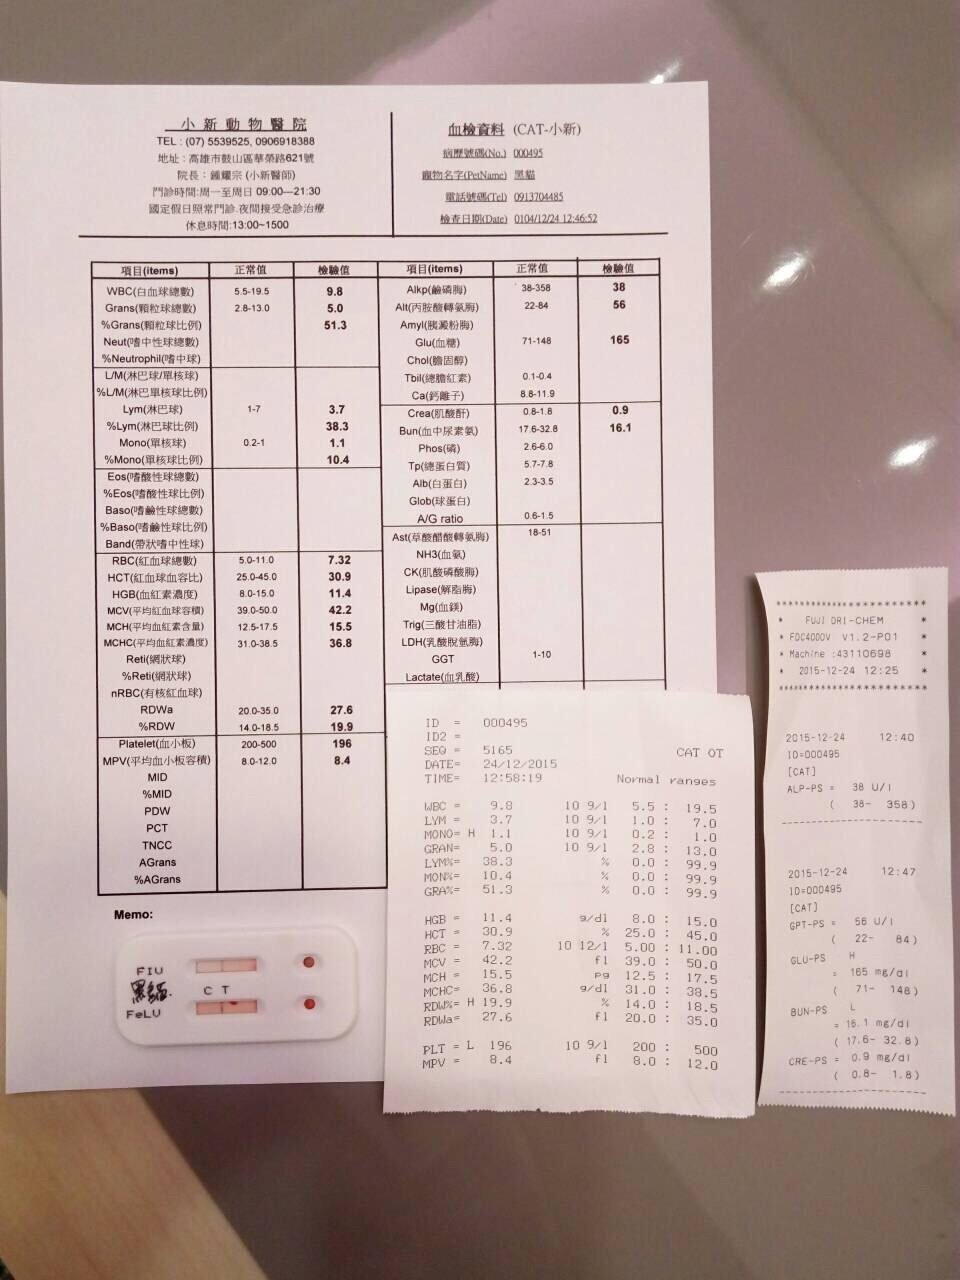 小新動物醫院
TEL : (07) 5539525, 0906918388
地址 : 高雄市鼓山區華榮路621號
院長 : 鍾耀宗 (小新醫師)
門診時間:周一至周日 09:00—21:30
國定假日照常門診.夜間接受急診治療
休息時間:13:00~1500
血檢資料 (CAT-小新)
病歷號碼(No.) 000495
寵物名字(PetName) 黑貓
電話號碼(Tel) 0913704485
檢查日期(Date) 0104/12/24 12:46:52
項目(items) 正常值 檢驗值
WBC(白血球總數) 5.5-19.5 9.8
Grans(顆粒球總數) 2.8-13.0 5.0
%Grans(顆粒球比例) 51.3
Neut(嗜中性球總數)
%Neutrophil(嗜中球)
L/M(淋巴球/單核球)
%L/M(淋巴單核球比例)
Lym(淋巴球) 1-7 3.7
%Lym(淋巴球比例) 38.3
Mono(單核球) 0.2-1 1.1
%Mono(單核球比例) 10.4
Eos(嗜酸性球總數)
%Eos(嗜酸性球比例)
Baso(嗜鹼性球總數)
%Baso(嗜鹼性球比例)
Band(帶狀嗜中性球)
RBC(紅血球總數) 5.0-11.0 7.32
HCT(紅血球血容比) 25.0-45.0 30.9
HGB(血紅素濃度) 8.0-15.0 11.4
MCV(平均紅血球容積) 39.0-50.0 42.2
MCH(平均血紅素含量) 12.5-17.5 15.5
MCHC(平均血紅素濃度) 31.0-38.5 36.8
Reti(網狀球)
%Reti(網狀球)
nRBC(有核紅血球)
RDWa 20.0-35.0 27.6
%RDW 14.0-18.5 19.9
Platelet(血小板) 200-500 196
MPV(平均血小板容積) 8.0-12.0 8.4
MID
%MID
PDW
PCT
TNCC
AGrans
%AGrans
Memo:
項目(items) 正常值 檢驗值
Alkp(鹼磷脢) 38-358 38
Alt(丙胺酸轉氨脢) 22-84 56
Amyl(胰澱粉脢)
Glu(血糖) 71-148 165
Chol(膽固醇)
Tbil(總膽紅素) 0.1-0.4
Ca(鈣離子) 8.8-11.9
Crea(肌酸酐) 0.8-1.8 0.9
Bun(血中尿素氨) 17.6-32.8 16.1
Phos(磷) 2.6-6.0
Tp(總蛋白質) 5.7-7.8
Alb(白蛋白) 2.3-3.5
Glob(球蛋白)
A/G ratio 0.6-1.5
Ast(草酸醋酸轉氨脢) 18-51
NH3(血氨)
CK(肌酸磷酸脢)
Lipase(解脂脢)
Mg(血鎂)
Trig(三酸甘油脂)
LDH(乳酸脫氫脢)
GGT 1-10
Lactate(血乳酸)
FIV
黑貓
C T
FeLV
ID = 000495
ID2 =
SEQ = 5165 CAT OT
DATE= 24/12/2015
TIME= 12:58:19 Normal ranges
WBC = 9.8 10 9/l 5.5 : 19.5
LYM = 3.7 10 9/l 1.0 : 7.0
MONO= H 1.1 10 9/l 0.2 : 1.0
GRAN= 5.0 10 9/l 2.8 : 13.0
LYM%= 38.3 % 0.0 : 99.9
MON%= 10.4 % 0.0 : 99.9
GRA%= 51.3 % 0.0 : 99.9
HGB = 11.4 g/dl 8.0 : 15.0
HCT = 30.9 % 25.0 : 45.0
RBC = 7.32 10 12/l 5.00 : 11.00
MCV = 42.2 fl 39.0 : 50.0
MCH = 15.5 pg 12.5 : 17.5
MCHC= 36.8 g/dl 31.0 : 38.5
RDW%= H 19.9 % 14.0 : 18.5
RDWa= 27.6 fl 20.0 : 35.0
PLT = L 196 10 9/l 200 : 500
MPV = 8.4 fl 8.0 : 12.0
************************
* FUJI DRI-CHEM *
* FDC4000V V1.2-P01 *
* Machine :43110698 *
* 2015-12-24 12:25 *
************************
2015-12-24 12:40
ID=000495
[CAT]
ALP-PS = 38 U/l
( 38- 358)
2015-12-24 12:47
ID=000495
[CAT]
GPT-PS = 56 U/l
( 22- 84)
GLU-PS H
= 165 mg/dl
( 71- 148)
BUN-PS L
= 16.1 mg/dl
( 17.6- 32.8)
CRE-PS = 0.9 mg/dl
( 0.8- 1.8)